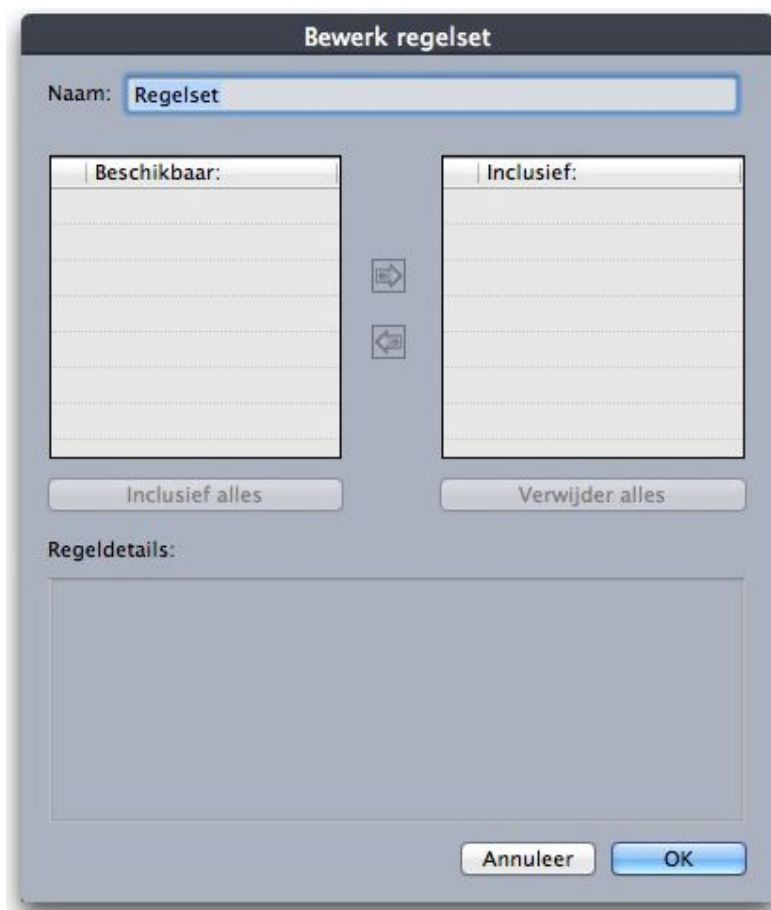 Bewerk regelset
Naam: Regelset
Beschikbaar: Inclusief:
Inclusief alles Verwijder alles
Regeldetails:
Annuleer OK